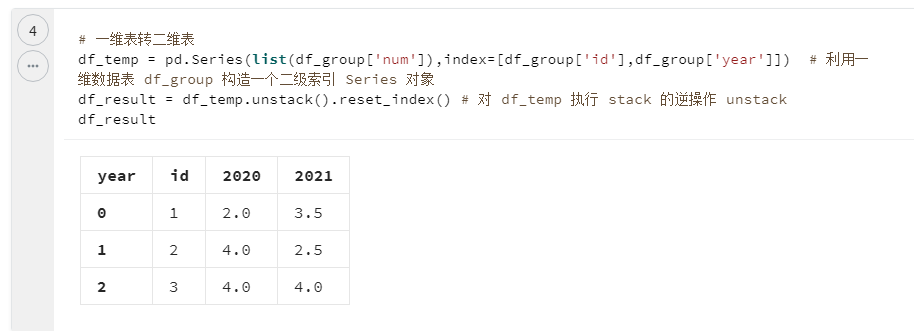 4
# 一维表转二维表
df_temp = pd.Series(list(df_group['num']),index=[df_group['id'],df_group['year']])  # 利用一
维数据表 df_group 构造一个二级索引 Series 对象
df_result = df_temp.unstack().reset_index() # 对 df_temp 执行 stack 的逆操作 unstack
df_result
year id 2020 2021
0 1 2.0 3.5
1 2 4.0 2.5
2 3 4.0 4.0